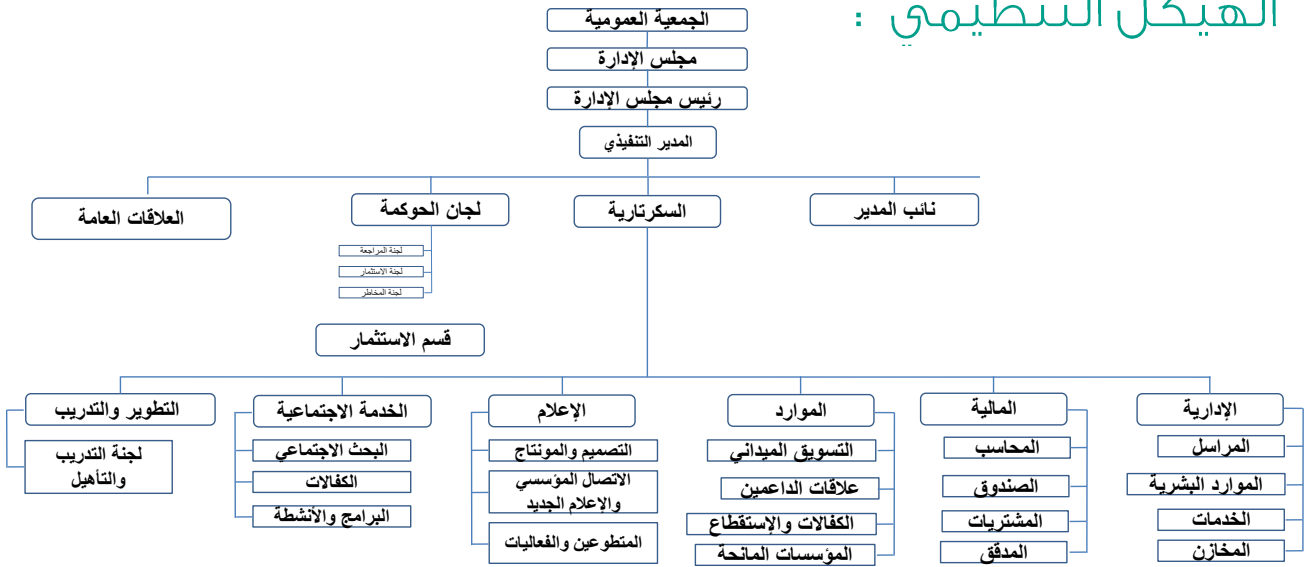 الهيكل التنظيمي :
الجمعية العمومية
مجلس الإدارة
رئيس مجلس الإدارة
المدير التنفيذي
نائب المدير
السكرتارية
لجان الحوكمة
العلاقات العامة
لجنة المراجعة
لجنة الاستثمار
لجنة المخاطر
قسم الاستثمار
الإدارية
المراسل
الموارد البشرية
الخدمات
المخازن
المالية
المحاسب
الصندوق
المشتريات
المدقق
الموارد
التسويق الميداني
علاقات الداعمين
الكفالات والإستقطاع
المؤسسات المانحة
الإعلام
التصميم والمونتاج
الاتصال المؤسسي
والإعلام الجديد
المتطوعين والفعاليات
الخدمة الاجتماعية
البحث الاجتماعي
الكفالات
البرامج والأنشطة
التطوير والتدريب
لجنة التدريب
والتأهيل